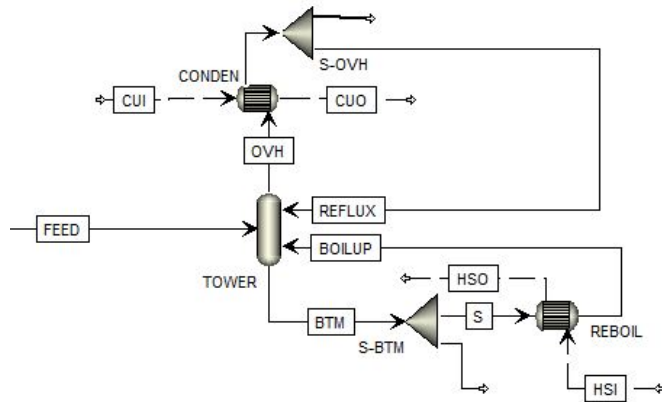 S-OVH
CONDEN
CUI
CUO
OVH
REFLUX
FEED
BOILUP
TOWER
HSO
BTM
S
S-BTM
REBOIL
HSI